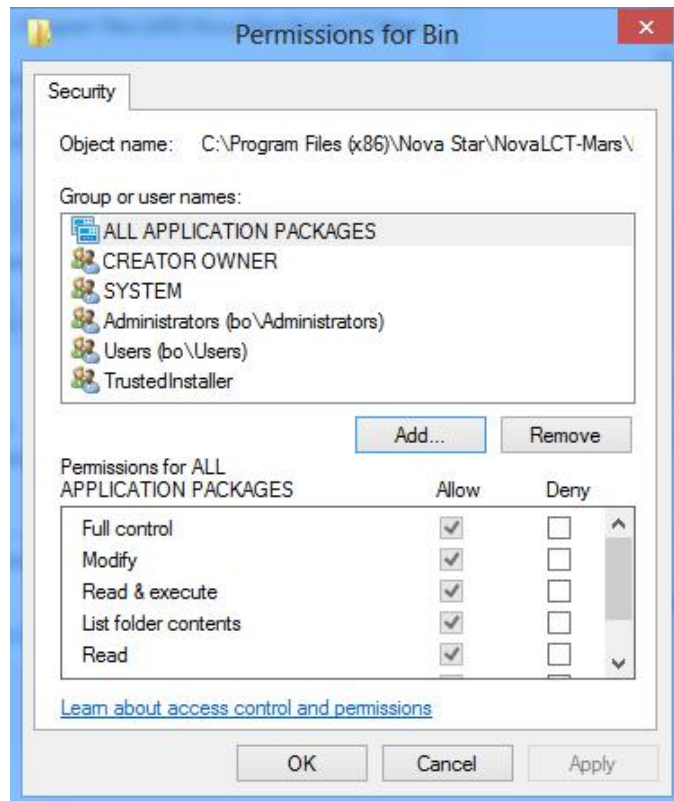 Permissions for Bin
Security
Object name: C:\Program Files (x86)\Nova Star\NovaLCT-Mars\
Group or user names:
ALL APPLICATION PACKAGES
CREATOR OWNER
SYSTEM
Administrators (bo\Administrators)
Users (bo\Users)
TrustedInstaller
Add... Remove
Permissions for ALL
APPLICATION PACKAGES Allow Deny
Full control
Modify
Read & execute
List folder contents
Read
Learn about access control and permissions
OK Cancel Apply